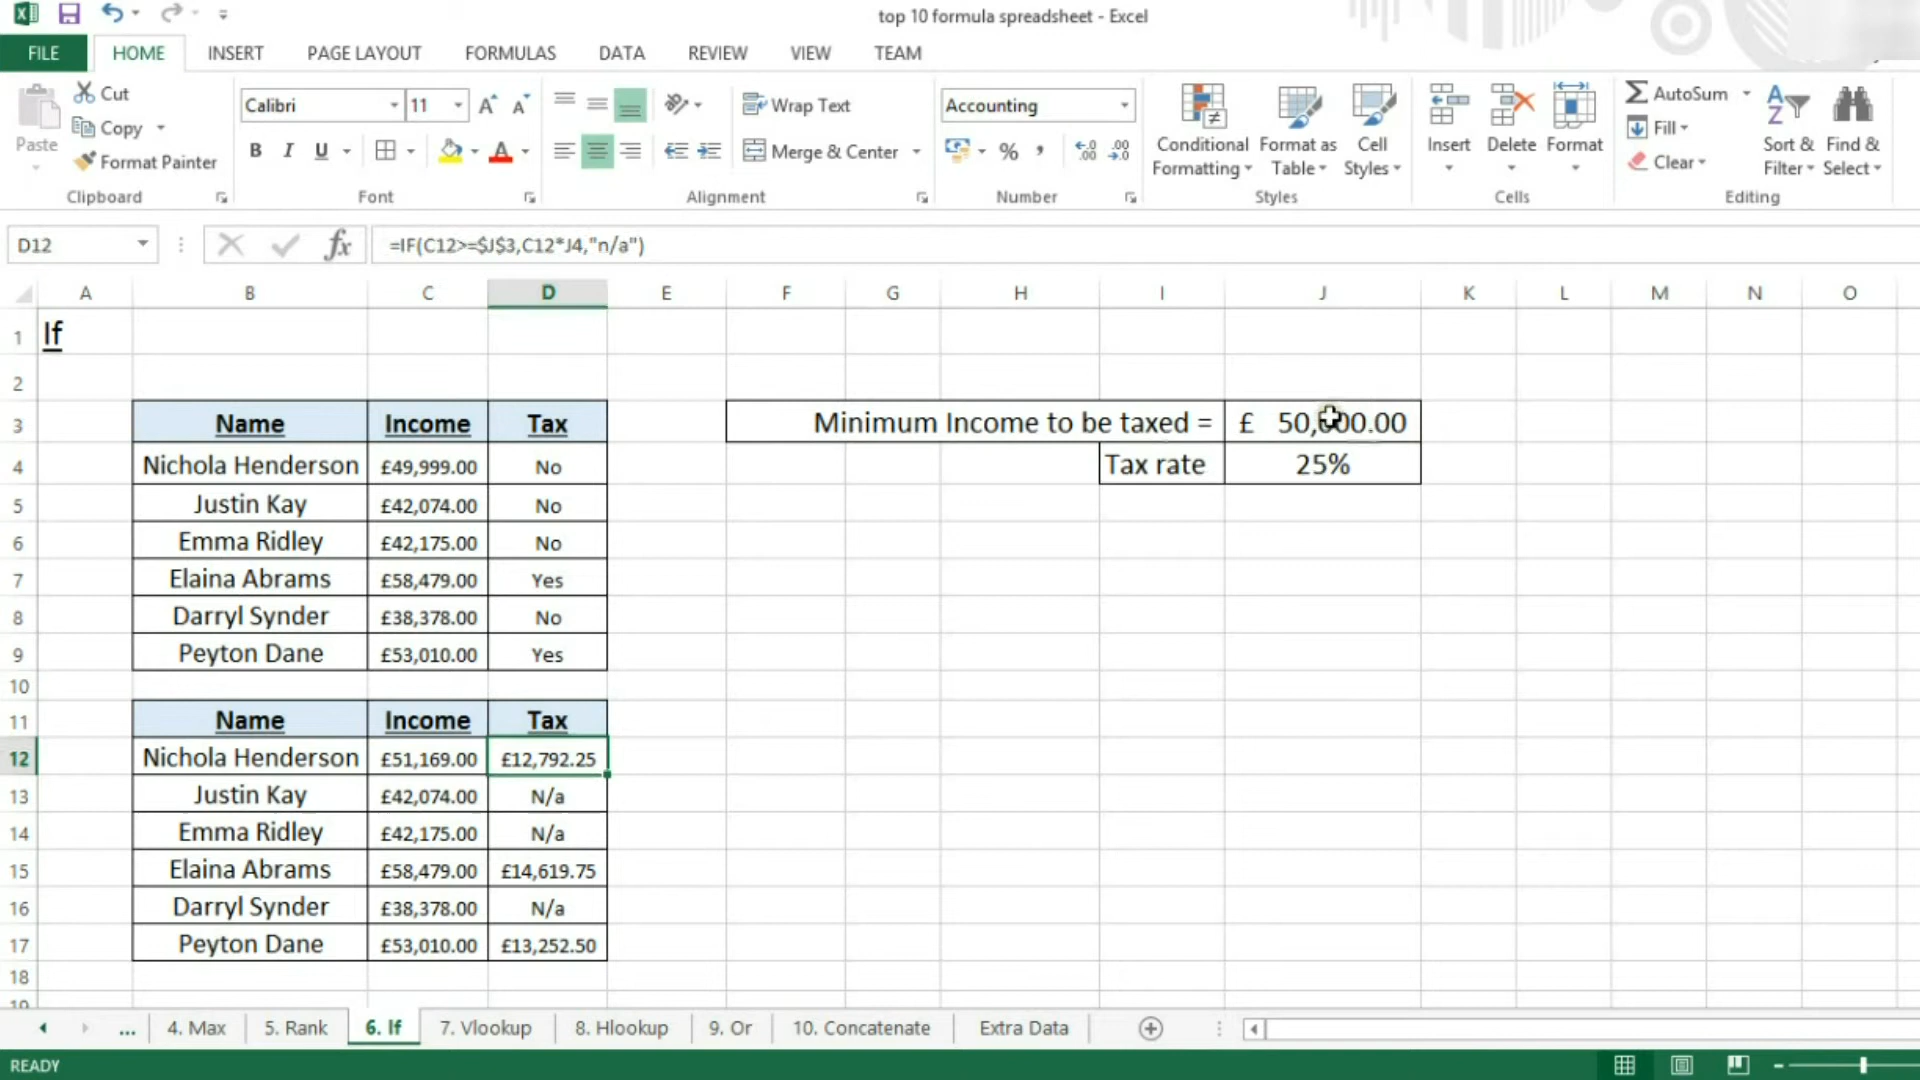 top 10 formula spreadsheet - Excel
FILE HOME INSERT PAGE LAYOUT FORMULAS DATA REVIEW VIEW TEAM
Paste
Cut
Copy
Format Painter
Clipboard
Calibri 11
B I U
A
Font
Wrap Text
Merge & Center
Alignment
Accounting
% ,
Number
Conditional Formatting
Format as Table
Cell Styles
Styles
Insert Delete Format
Cells
AutoSum
Fill
Clear
Sort & Filter
Find & Select
Editing
D12 fx =IF(C12>=$J$3,C12*J4,"n/a")
A B C D E F G H I J K L M N O
1 If
2
3 Name Income Tax Minimum Income to be taxed = £ 50,000.00
4 Nichola Henderson £49,999.00 No Tax rate 25%
5 Justin Kay £42,074.00 No
6 Emma Ridley £42,175.00 No
7 Elaina Abrams £58,479.00 Yes
8 Darryl Synder £38,378.00 No
9 Peyton Dane £53,010.00 Yes
10
11 Name Income Tax
12 Nichola Henderson £51,169.00 £12,792.25
13 Justin Kay £42,074.00 N/a
14 Emma Ridley £42,175.00 N/a
15 Elaina Abrams £58,479.00 £14,619.75
16 Darryl Synder £38,378.00 N/a
17 Peyton Dane £53,010.00 £13,252.50
18
19
... 4. Max 5. Rank 6. If 7. Vlookup 8. Hlookup 9. Or 10. Concatenate Extra Data
READY